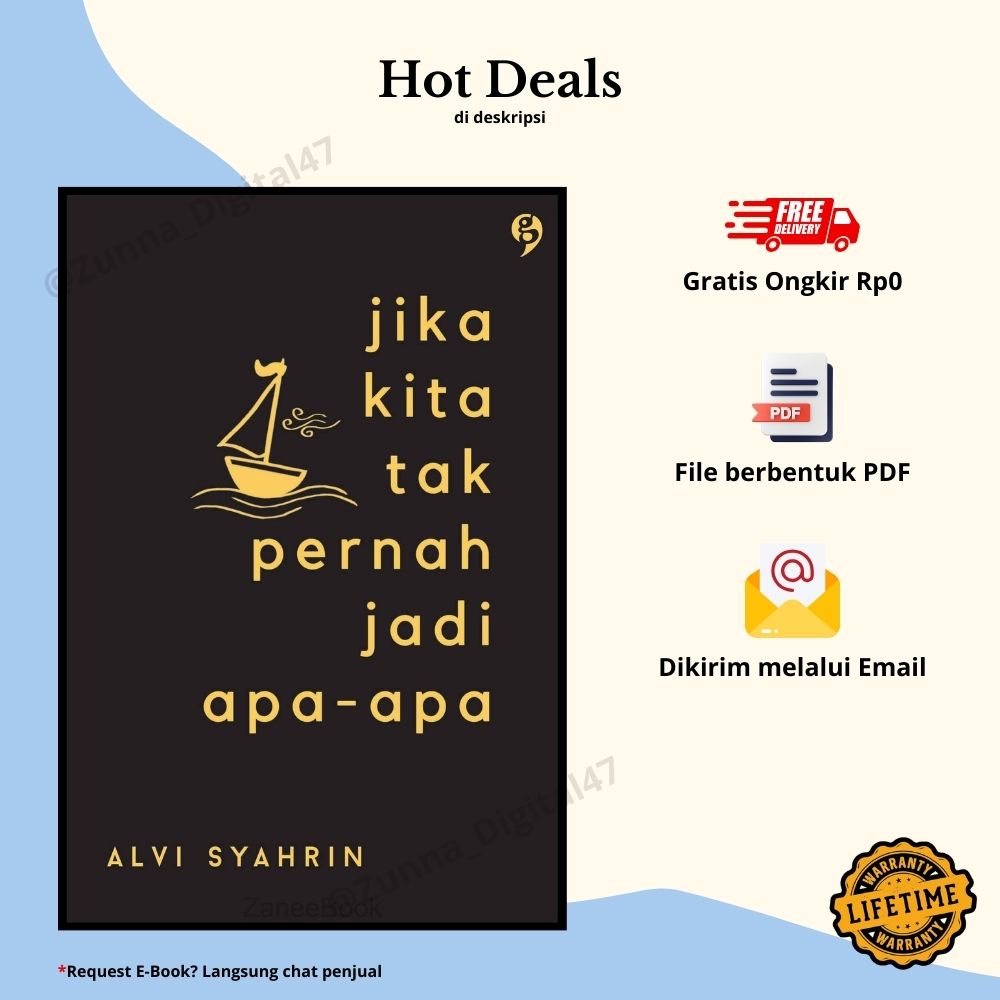 Hot Deals
di deskripsi
@Zunna_Digital47
jika
kita
tak
pernah
jadi
apa-apa
ALVI SYAHRIN
@Zunna_Digital47
ZaneeBook
FREE
DELIVERY
Gratis Ongkir Rp0
PDF
File berbentuk PDF
Dikirim melalui Email
WARRANTY
LIFETIME
WARRANTY
*Request E-Book? Langsung chat penjual